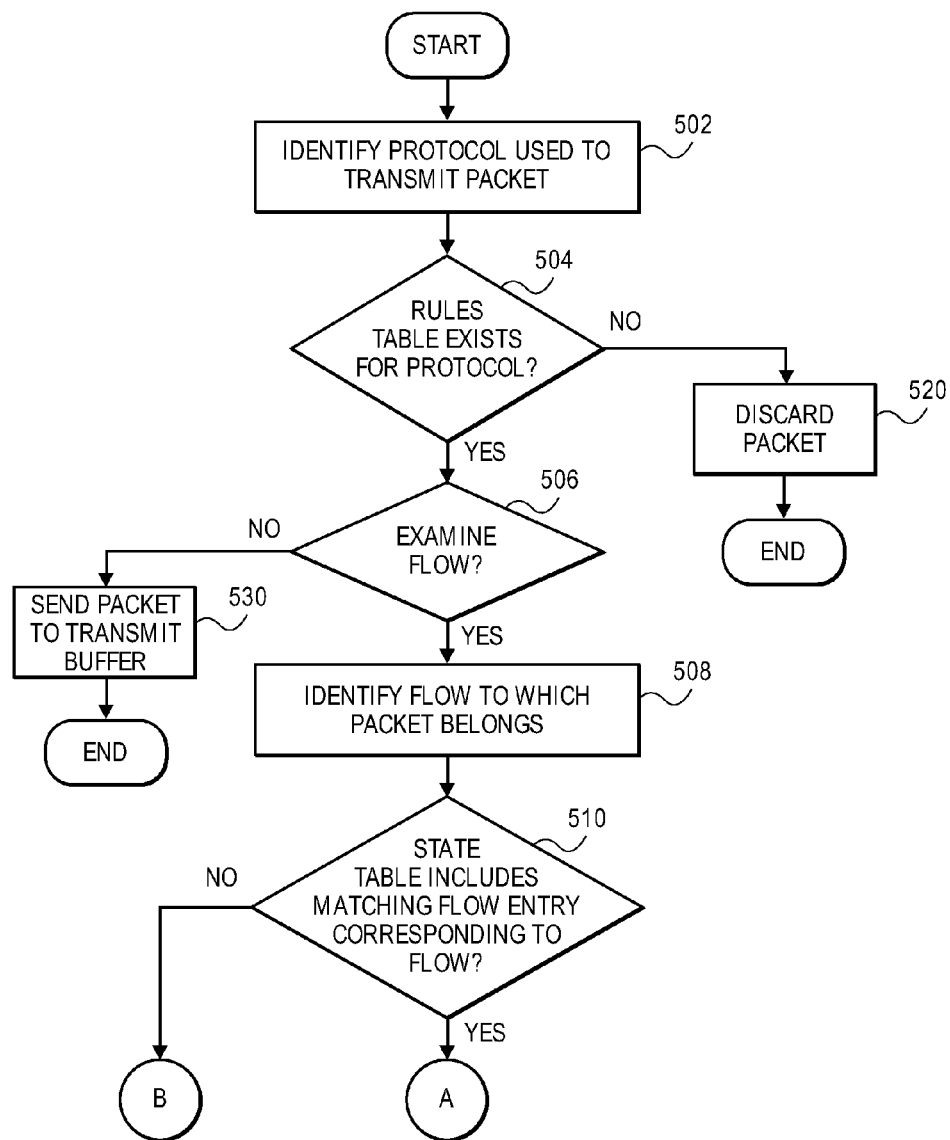 START
502
IDENTIFY PROTOCOL USED TO
TRANSMIT PACKET
504
RULES
TABLE EXISTS
FOR PROTOCOL?
NO
YES
520
DISCARD
PACKET
END
506
EXAMINE
FLOW?
NO
YES
SEND PACKET
TO TRANSMIT
BUFFER
530
END
508
IDENTIFY FLOW TO WHICH
PACKET BELONGS
510
STATE
TABLE INCLUDES
MATCHING FLOW ENTRY
CORRESPONDING TO
FLOW?
NO
YES
B
A